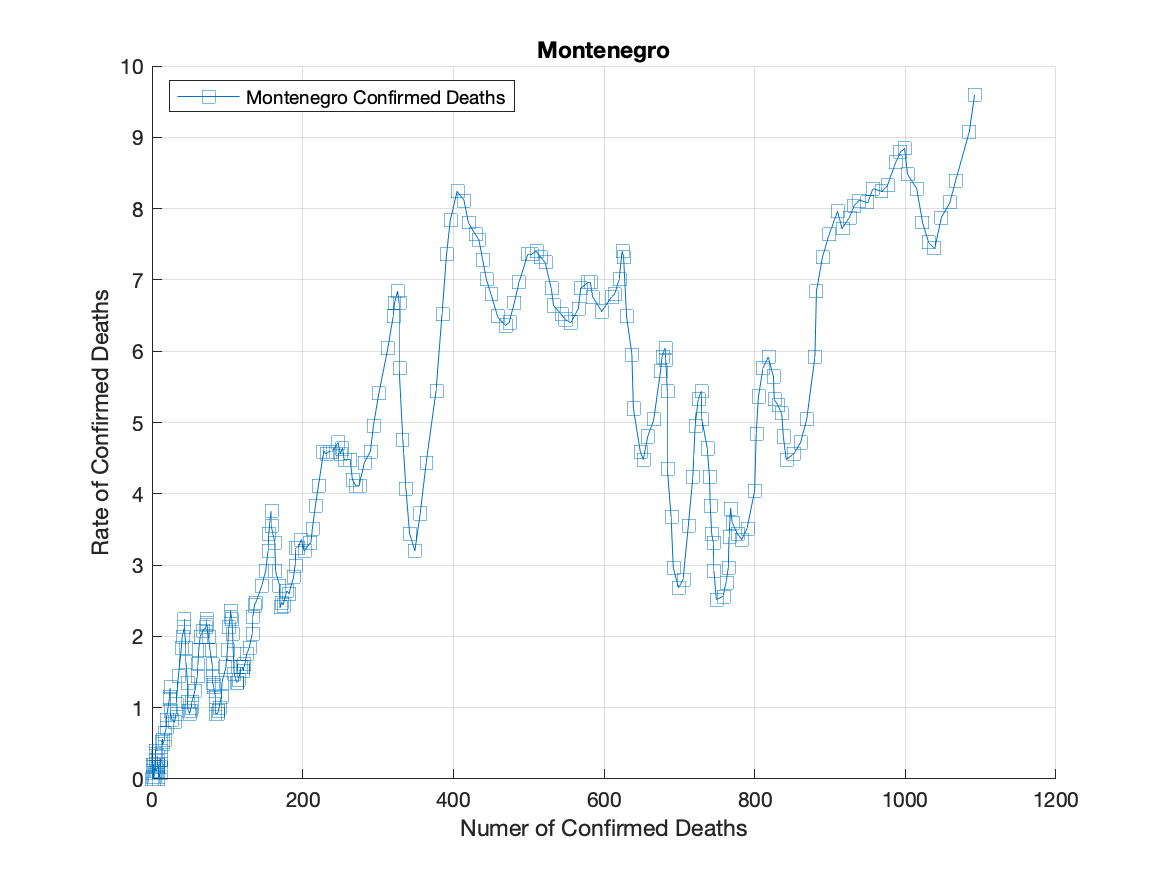 Montenegro
Montenegro Confirmed Deaths
10
9
8
7
6
5
4
3
2
1
0
Rate of Confirmed Deaths
0 200 400 600 800 1000 1200
Numer of Confirmed Deaths